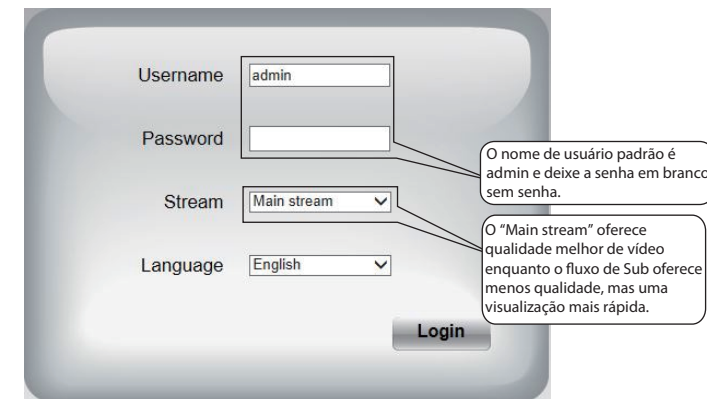 Username admin
Password
O nome de usuário padrão é
admin e deixe a senha em branco
sem senha.
Stream Main stream
O “Main stream” oferece
qualidade melhor de vídeo
enquanto o fluxo de Sub oferece
menos qualidade, mas uma
visualização mais rápida.
Language English
Login